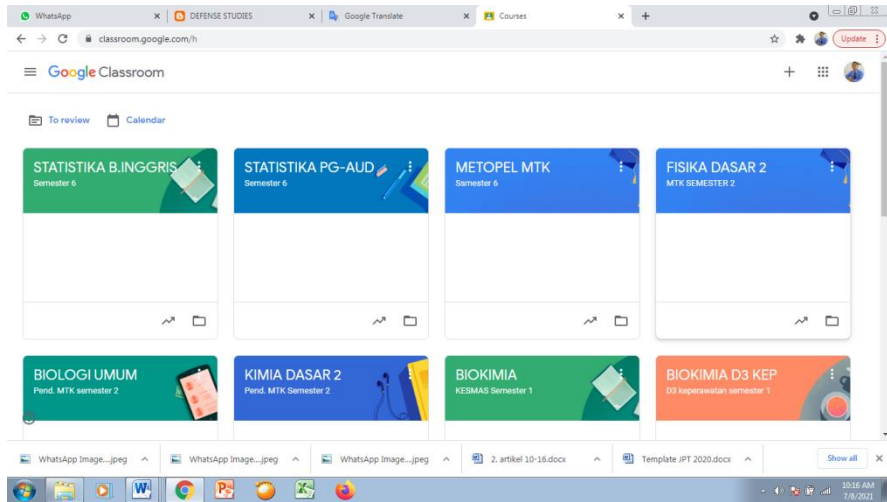 WhatsApp
DEFENSE STUDIES
Google Translate
Courses
classroom.google.com/h
Update
Google Classroom
To review
Calendar
STATISTIKA B.INGGRIS
Semester 6
STATISTIKA PG-AUD
Semester 6
METOPEL MTK
Samester 6
FISIKA DASAR 2
MTK SEMESTER 2
BIOLOGI UMUM
Pend. MTK semester 2
KIMIA DASAR 2
Pend. MTK Semester 2
BIOKIMIA
KESMAS Semester 1
BIOKIMIA D3 KEP
D3 keperawatan semester 1
WhatsApp Image....jpeg
WhatsApp Image....jpeg
WhatsApp Image....jpeg
2. artikel 10-16.docx
Template JPT 2020.docx
Show all
10:16 AM
7/8/2021